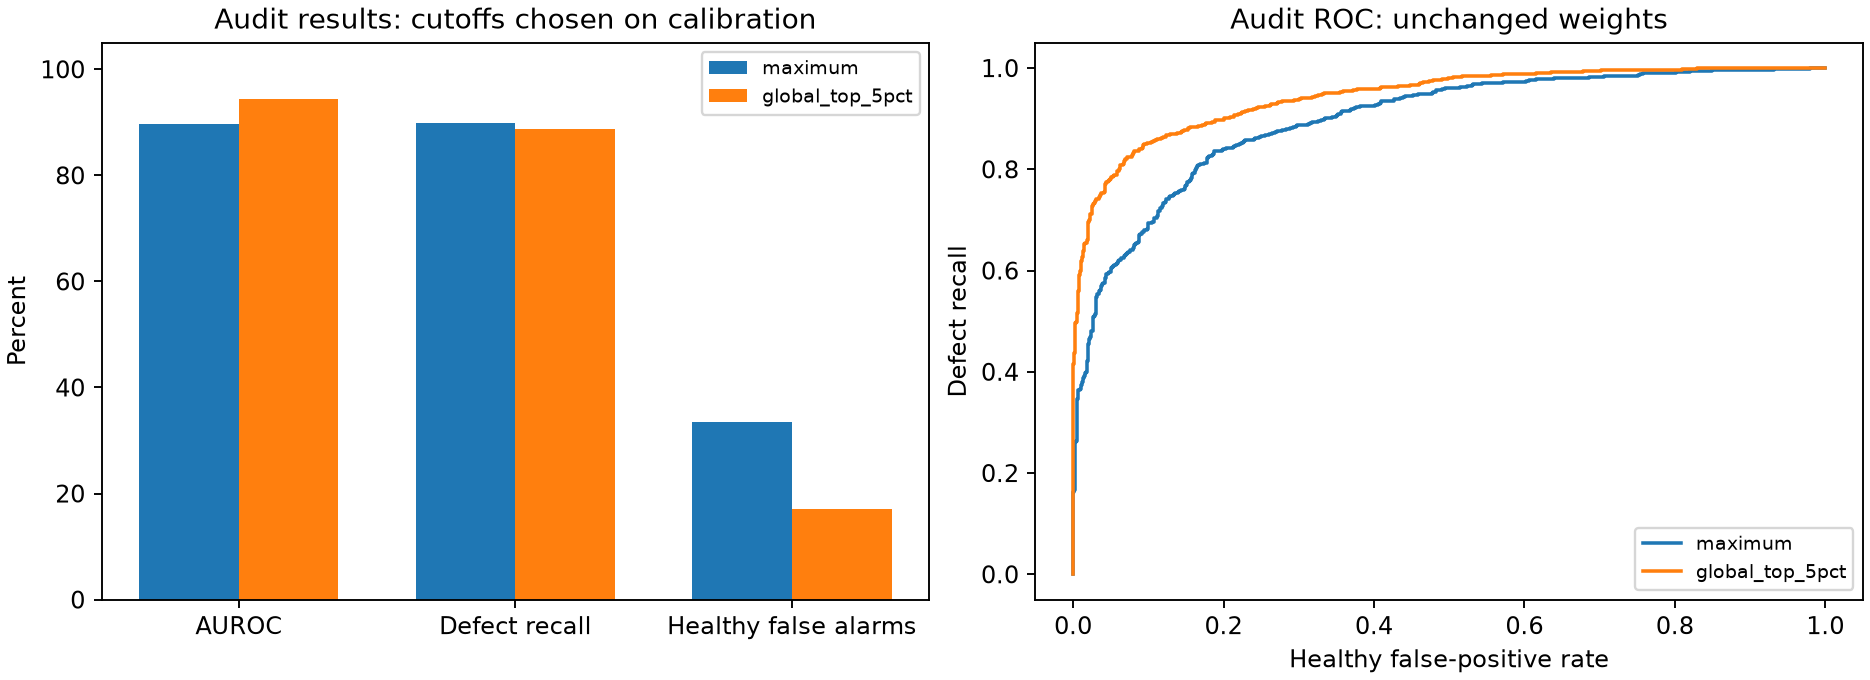 Audit results: cutoffs chosen on calibration
maximum
global_top_5pct
Percent
100
80
60
40
20
0
AUROC
Defect recall
Healthy false alarms
Audit ROC: unchanged weights
Defect recall
1.0
0.8
0.6
0.4
0.2
0.0
maximum
global_top_5pct
0.0 0.2 0.4 0.6 0.8 1.0
Healthy false-positive rate